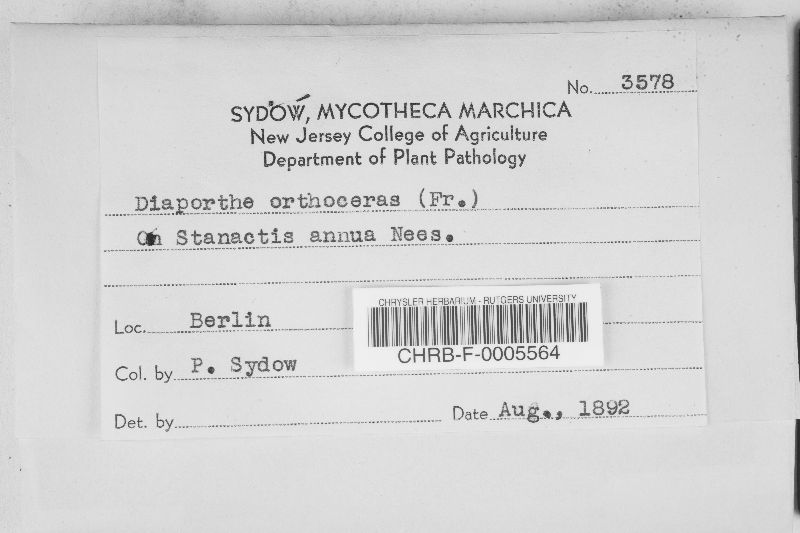 No. 3578
SYDOW, MYCOTHECA MARCHICA
New Jersey College of Agriculture
Department of Plant Pathology
Diaporthe orthoceras (Fr.)
On Stanactis annua Nees.
Loc. Berlin
CHRYSLER HERBARIUM - RUTGERS UNIVERSITY
CHRB-F-0005564
Col. by P. Sydow
Det. by
Date Aug., 1892